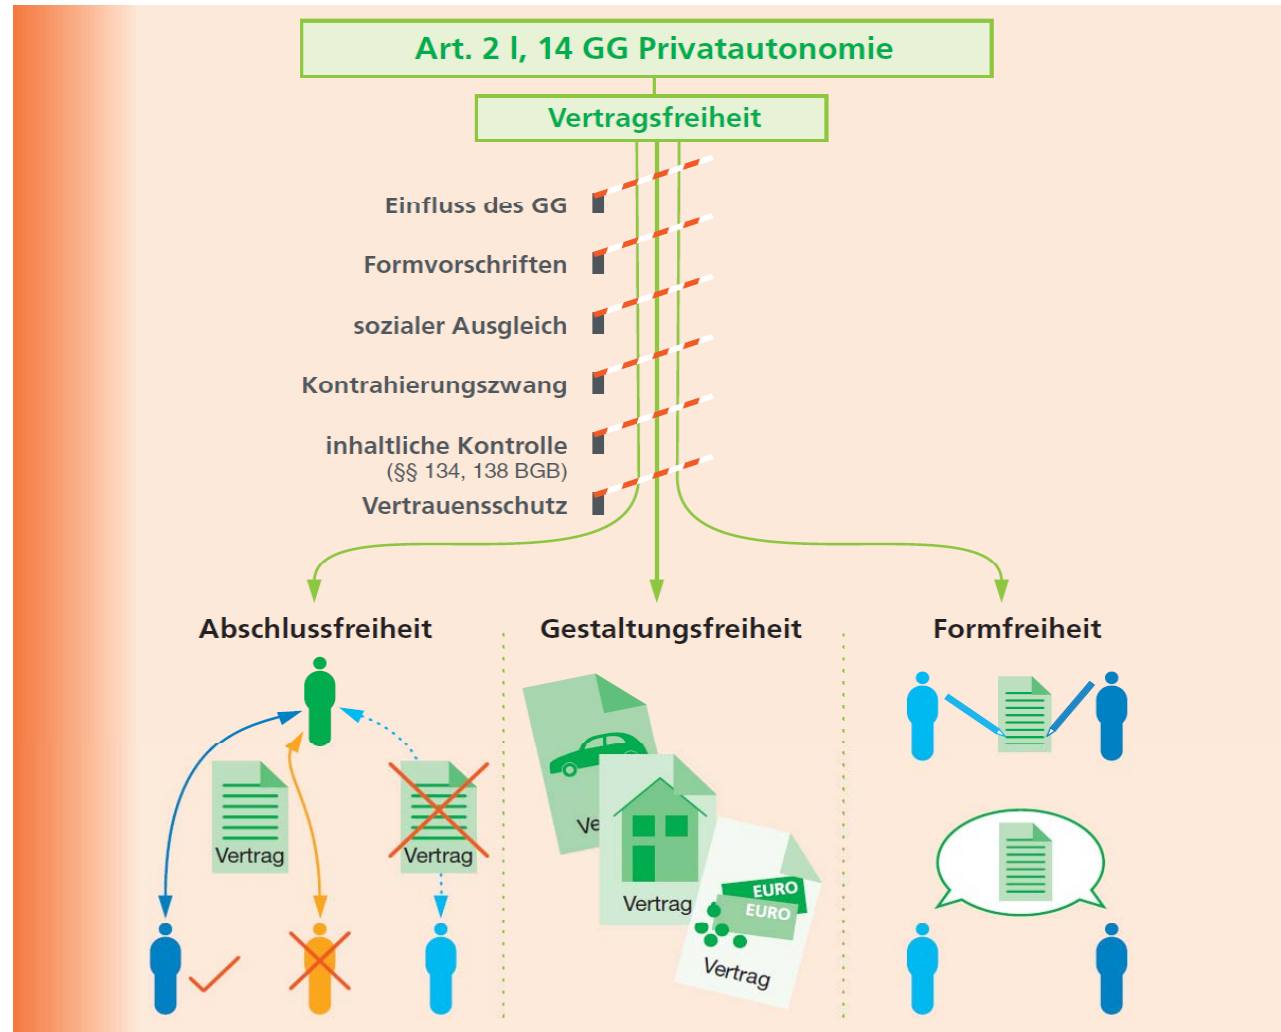 Art. 2 I, 14 GG Privatautonomie
Vertragsfreiheit
Einfluss des GG
Formvorschriften
sozialer Ausgleich
Kontrahierungszwang
inhaltliche Kontrolle
(§§ 134, 138 BGB)
Vertrauensschutz
Abschlussfreiheit
Gestaltungsfreiheit
Formfreiheit
Vertrag
Vertrag
Ve
Vertrag
EURO
EURO
Vertrag